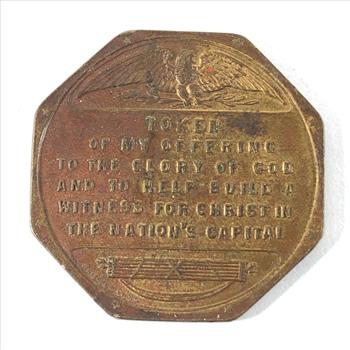 TOKEN
OF MY OFFERING
TO THE GLORY OF GOD
AND TO HELP BUILD A
WITNESS FOR CHRIST IN
THE NATION'S CAPITAL